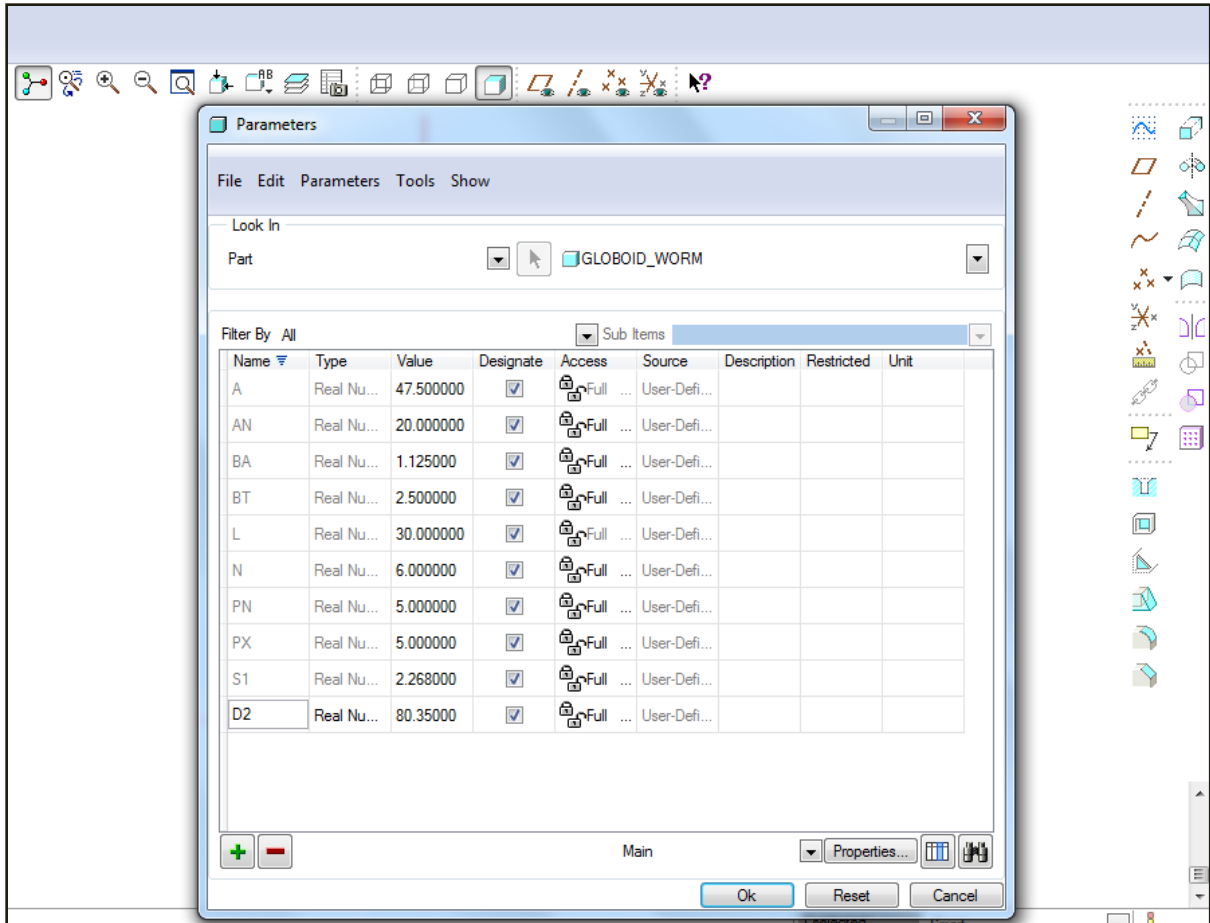 AB
Parameters
File Edit Parameters Tools Show
Look In
Part GLOBOID_WORM
Filter By All Sub Items
Name Type Value Designate Access Source Description Restricted Unit
A Real Nu... 47.500000 Full ... User-Defi...
AN Real Nu... 20.000000 Full ... User-Defi...
BA Real Nu... 1.125000 Full ... User-Defi...
BT Real Nu... 2.500000 Full ... User-Defi...
L Real Nu... 30.000000 Full ... User-Defi...
N Real Nu... 6.000000 Full ... User-Defi...
PN Real Nu... 5.000000 Full ... User-Defi...
PX Real Nu... 5.000000 Full ... User-Defi...
S1 Real Nu... 2.268000 Full ... User-Defi...
D2 Real Nu... 80.35000 Full ... User-Defi...
Main Properties...
Ok Reset Cancel